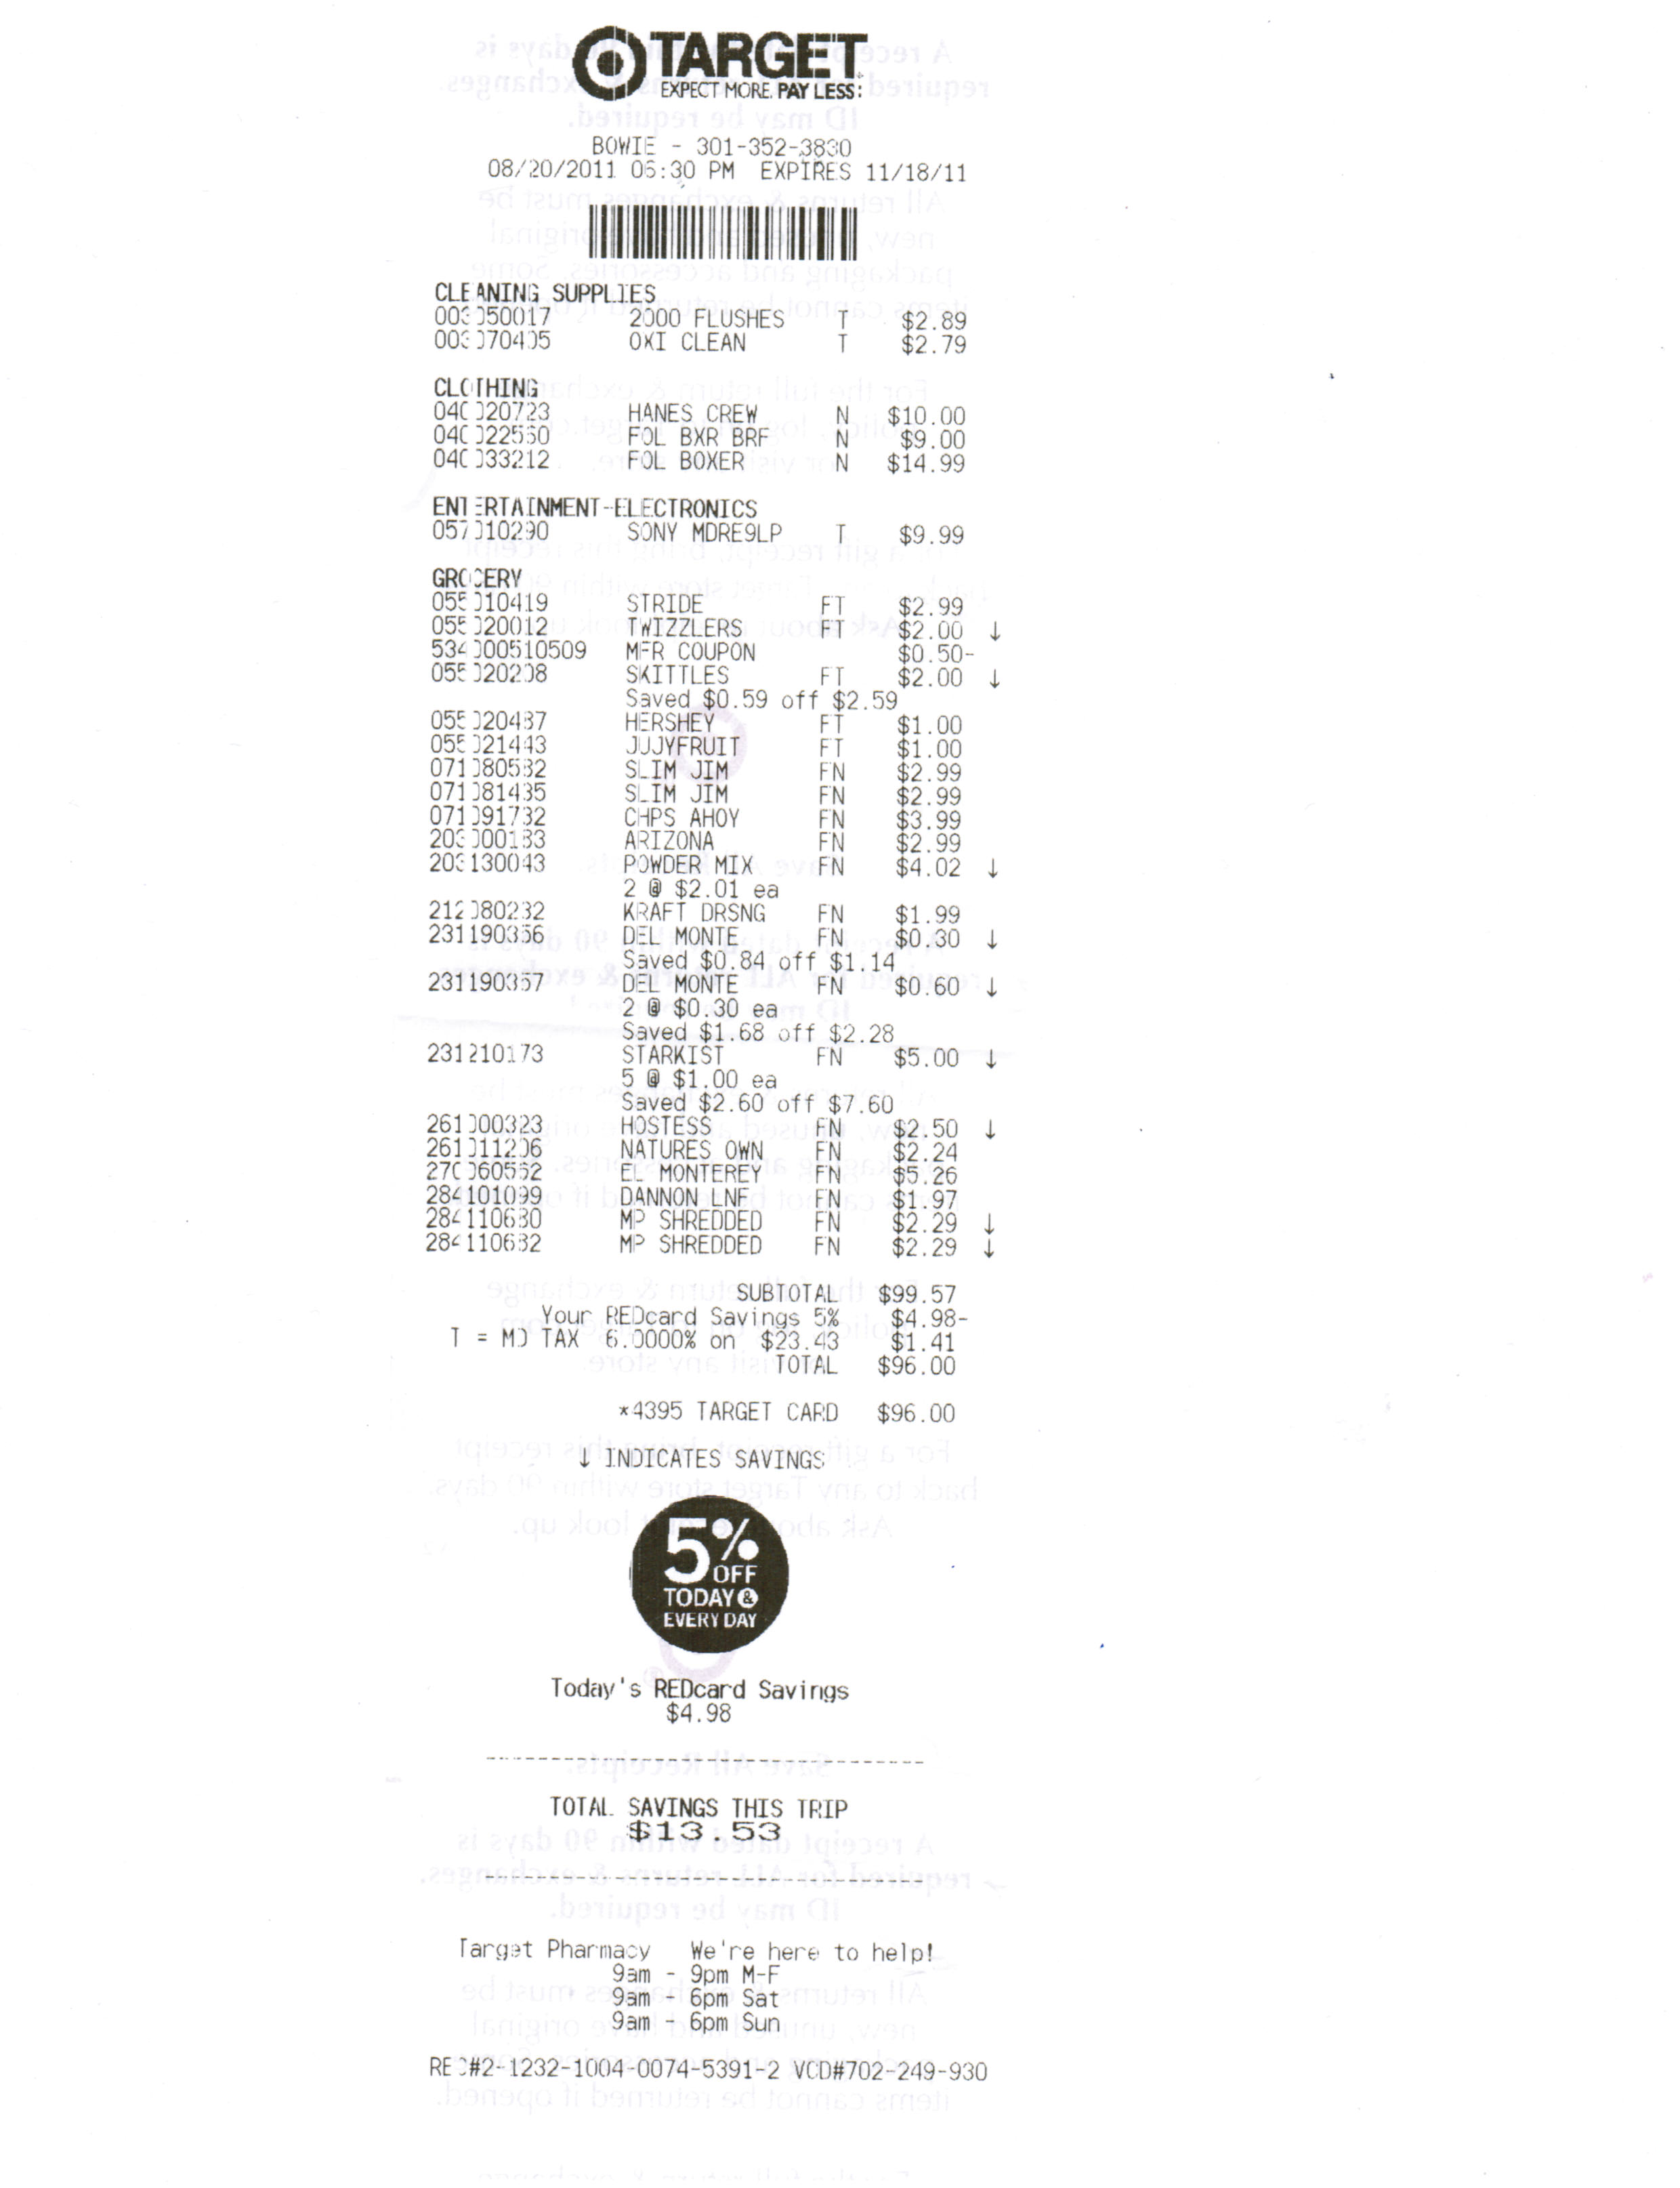 TARGET
EXPECT MORE. PAY LESS.
BOWIE - 301-352-3830
08/20/2011 06:30 PM EXPIRES 11/18/11
CLEANING SUPPLIES
003050017 2000 FLUSHES T $2.89
003070405 OXI CLEAN T $2.79
CLOTHING
040020723 HANES CREW N $10.00
040022550 FOL BXR BRF N $9.00
040033212 FOL BOXER N $14.99
ENTERTAINMENT-ELECTRONICS
057010290 SONY MDRE9LP T $9.99
GROCERY
055010419 STRIDE FT $2.99
055020012 TWIZZLERS FT $2.00 ↓
534000510509 MFR COUPON $0.50-
055020208 SKITTLES FT $2.00 ↓
Saved $0.59 off $2.59
055020487 HERSHEY FT $1.00
055021443 JUJYFRUIT FT $1.00
071080582 SLIM JIM FN $2.99
071081485 SLIM JIM FN $2.99
071091732 CHPS AHOY FN $3.99
203000183 ARIZONA FN $2.99
203130043 POWDER MIX FN $4.02 ↓
2 @ $2.01 ea
212080232 KRAFT DRSNG FN $1.99
231190356 DEL MONTE FN $0.30 ↓
Saved $0.84 off $1.14
231190357 DEL MONTE FN $0.60 ↓
2 @ $0.30 ea
Saved $1.68 off $2.28
231210173 STARKIST FN $5.00 ↓
5 @ $1.00 ea
Saved $2.60 off $7.60
261000323 HOSTESS FN $2.50 ↓
261011206 NATURES OWN FN $2.24
270060552 EL MONTEREY FN $5.26
284101099 DANNON LNF FN $1.97
284110680 MP SHREDDED FN $2.29 ↓
284110682 MP SHREDDED FN $2.29 ↓
SUBTOTAL $99.57
Your REDcard Savings 5% $4.98-
T = MD TAX 6.0000% on $23.43 $1.41
TOTAL $96.00
*4395 TARGET CARD $96.00
↓ INDICATES SAVINGS
5%
OFF
TODAY &
EVERY DAY
Today's REDcard Savings
$4.98
TOTAL SAVINGS THIS TRIP
$13.53
Target Pharmacy We're here to help!
9am - 9pm M-F
9am - 6pm Sat
9am - 6pm Sun
REC#2-1232-1004-0074-5391-2 VCD#702-249-930